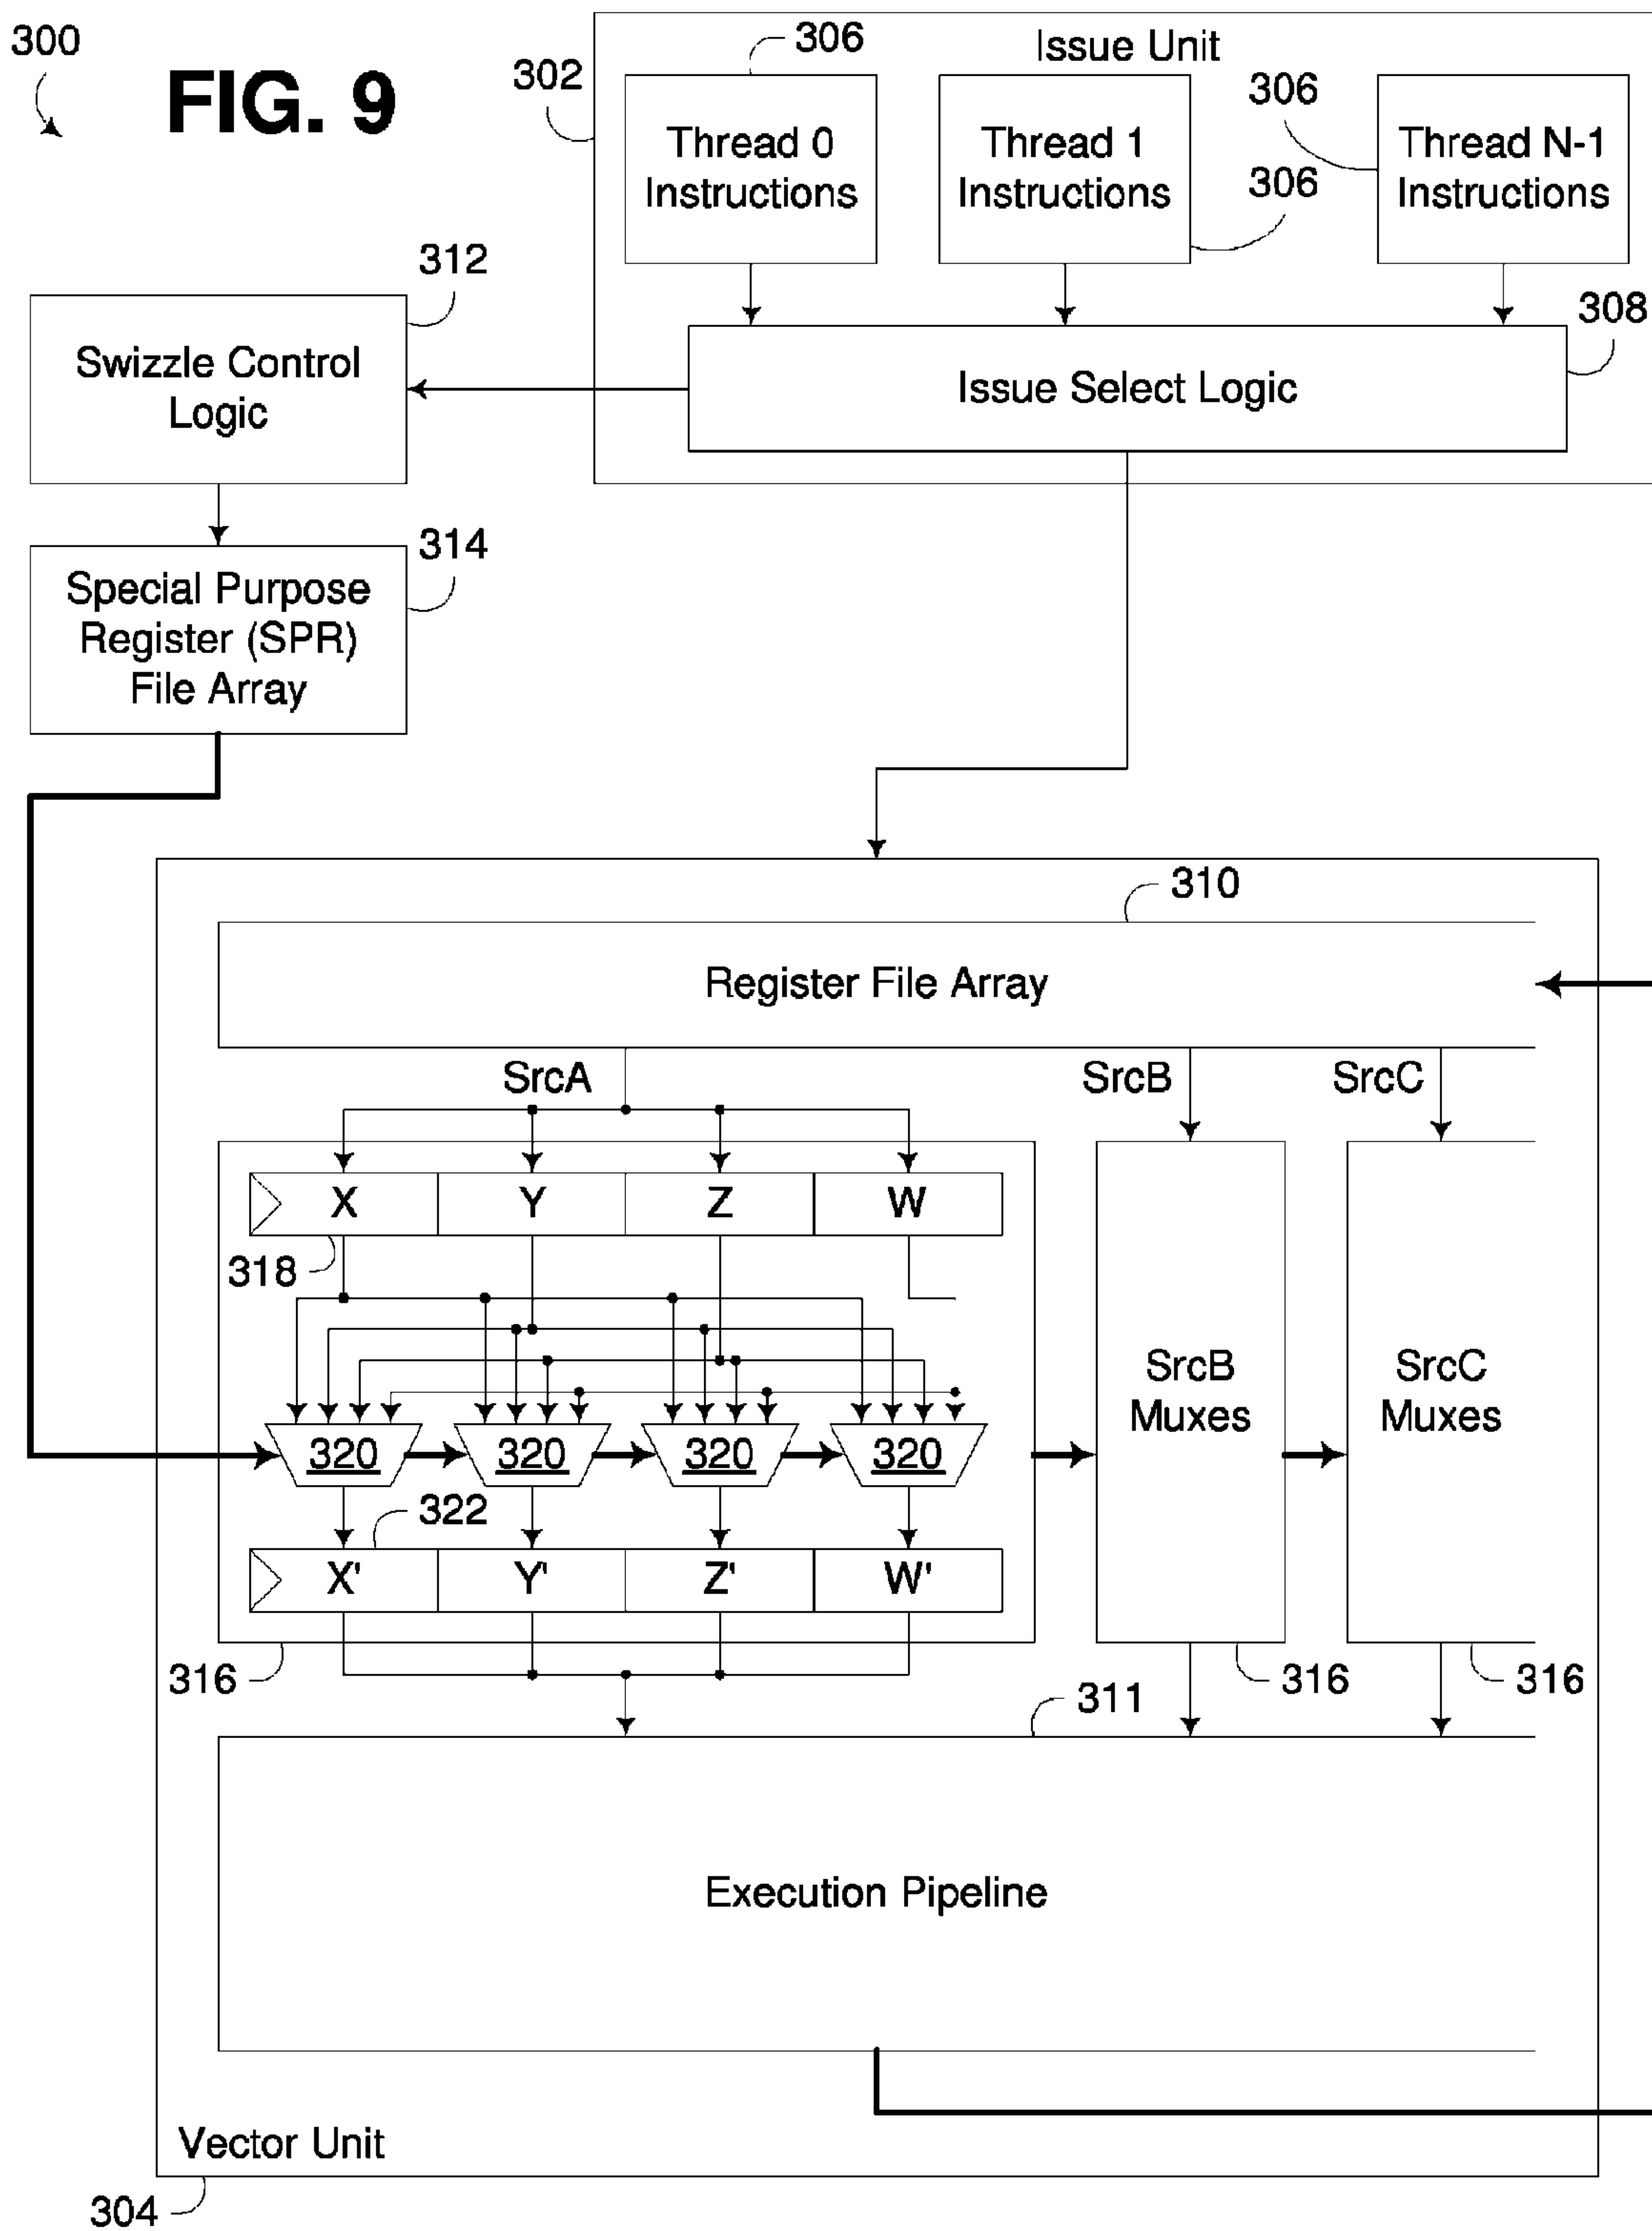 300
FIG. 9
302
306
Issue Unit
306
306
Thread 0
Instructions
Thread 1
Instructions
Thread N-1
Instructions
312
308
Swizzle Control
Logic
Issue Select Logic
314
Special Purpose
Register (SPR)
File Array
310
Register File Array
SrcA
SrcB
SrcC
X
Y
Z
W
318
SrcB
Muxes
SrcC
Muxes
320
320
320
320
322
X'
Y'
Z'
W'
316
316
316
311
Execution Pipeline
Vector Unit
304